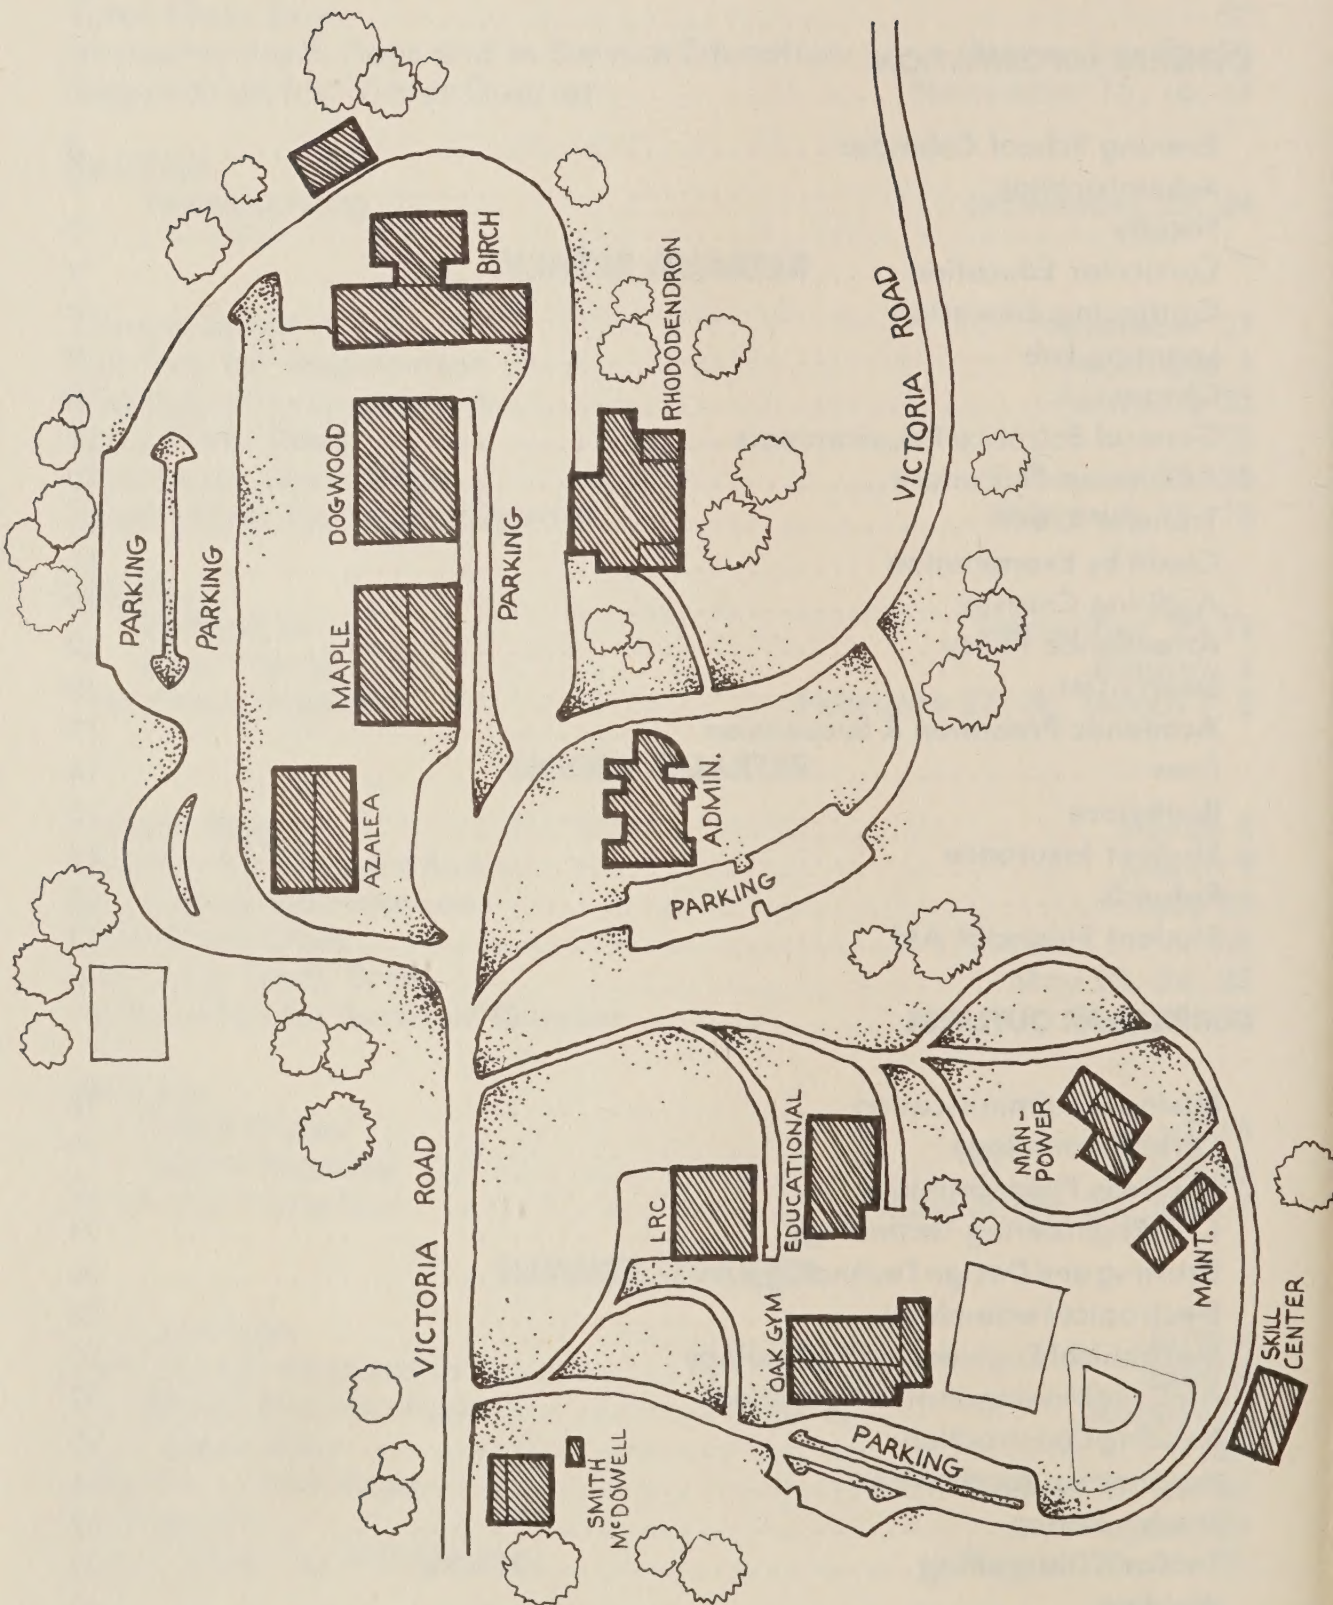 PARKING
PARKING
MAPLE
DOGWOOD
AZALEA
VICTORIA ROAD
BIRCH
PARKING
SMITH
McDOWELL
LRC
RHODODENDRON
ADMIN.
PARKING
OAK GYM
EDUCATIONAL
PARKING
VICTORIA ROAD
MAN-
POWER
MAINT.
SKILL
CENTER